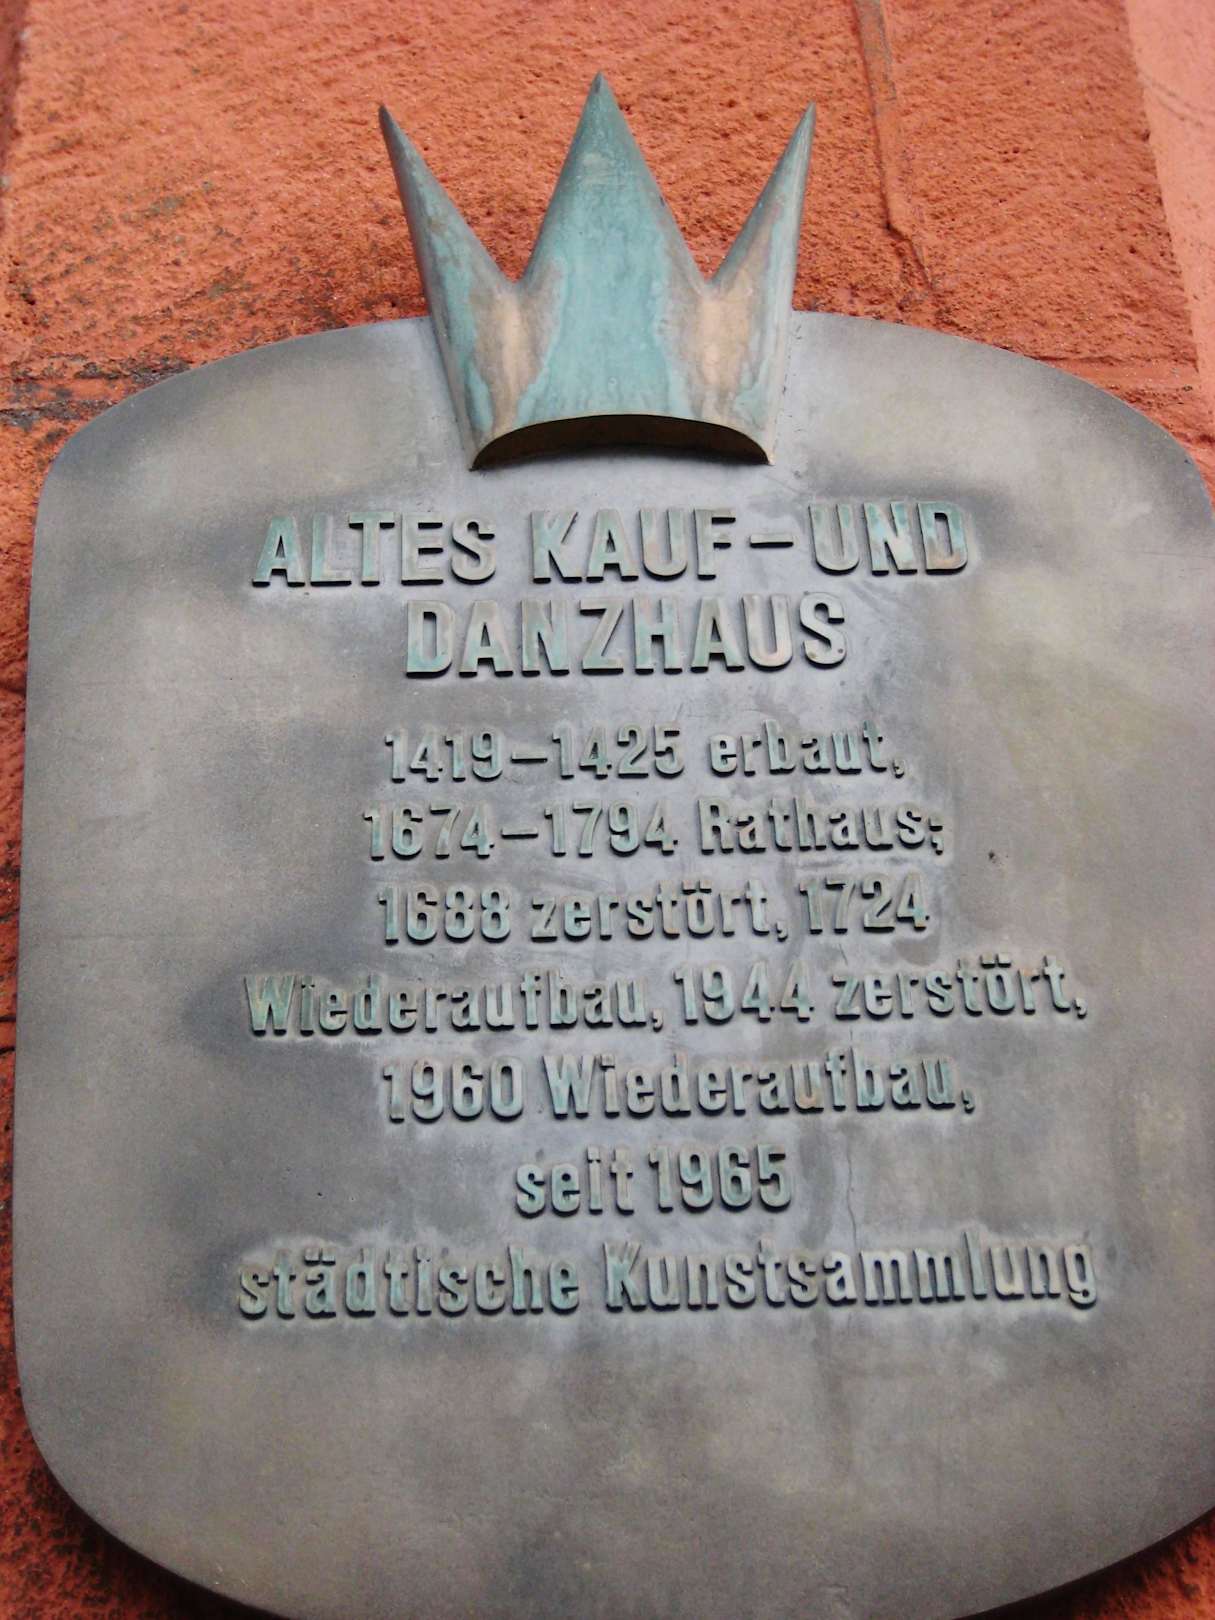 ALTES KAUF-UND
DANZHAUS
1419-1425 erbaut,
1674-1794 Rathaus;
1688 zerstört, 1724
Wiederaufbau, 1944 zerstört,
1960 Wiederaufbau,
seit 1965
städtische Kunstsammlung